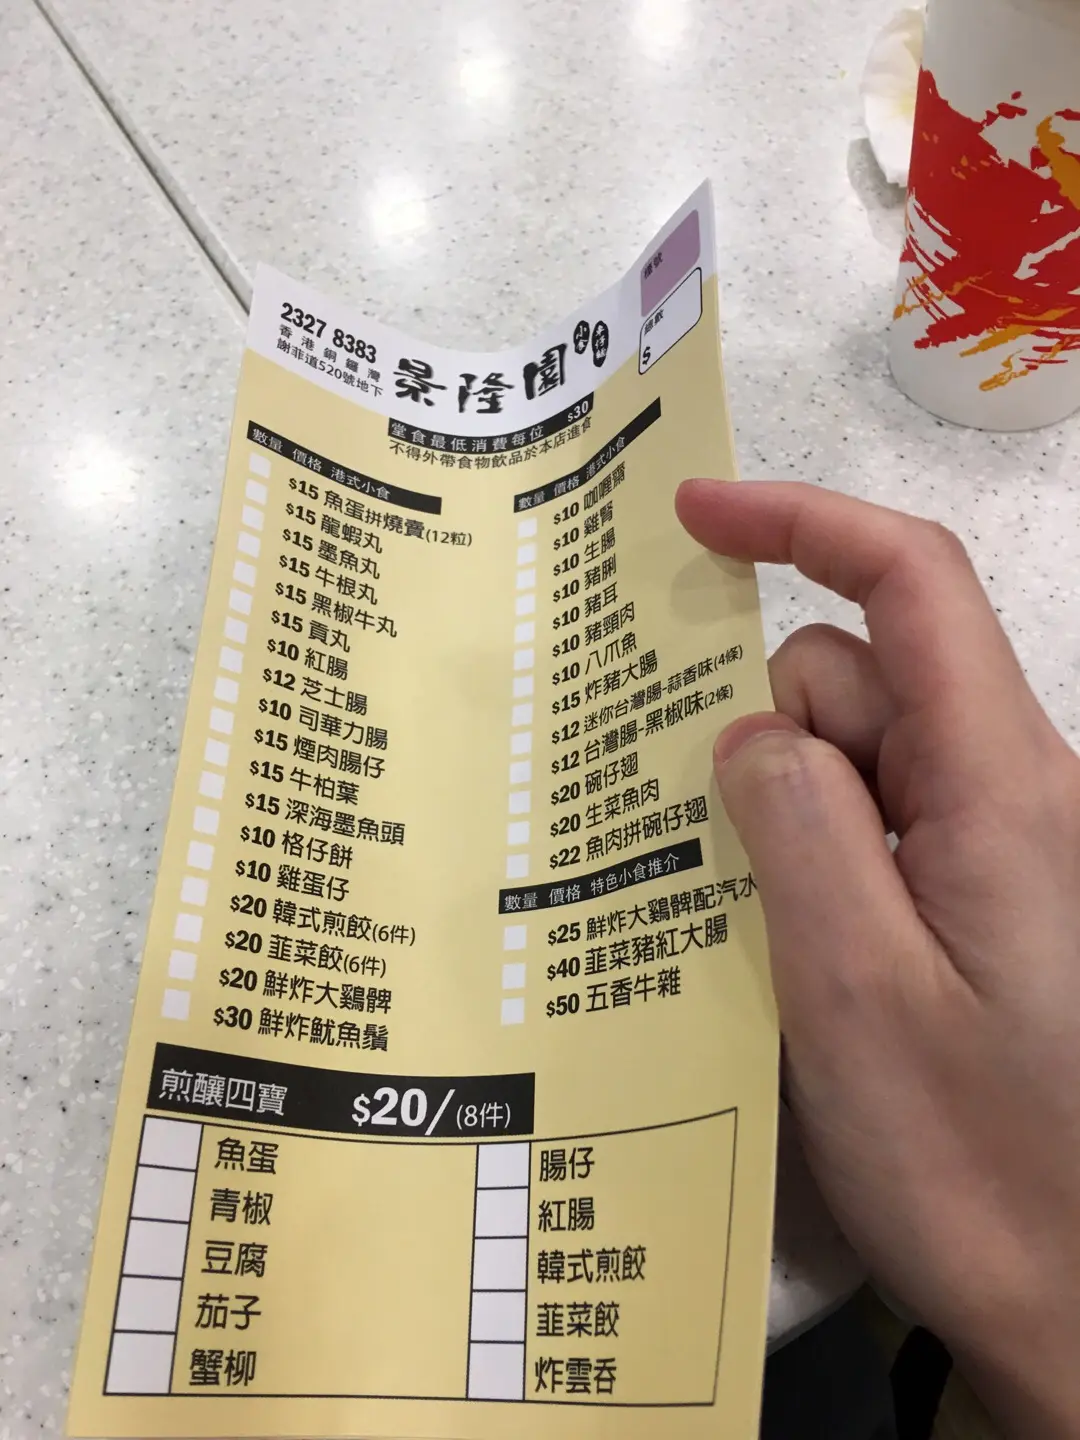 2327 8383
香港銅鑼灣
謝菲道520號地下
景隆園
小食
檯號
總數
$
堂食最低消費每位 $30
不得外帶食物飲品於本店進食
數量 價格 港式小食
$15 魚蛋拼燒賣(12粒)
$15 龍蝦丸
$15 墨魚丸
$15 牛根丸
$15 黑椒牛丸
$15 貢丸
$10 紅腸
$12 芝士腸
$10 司華力腸
$15 煙肉腸仔
$15 牛柏葉
$15 深海墨魚頭
$10 格仔餅
$10 雞蛋仔
$20 韓式煎餃(6件)
$20 韮菜餃(6件)
$20 鮮炸大鷄髀
$30 鮮炸魷魚鬚
數量 價格 港式小食
$10 咖喱齋
$10 雞腎
$10 生腸
$10 豬脷
$10 豬耳
$10 豬頸肉
$10 八爪魚
$15 炸豬大腸
$12 迷你台灣腸-蒜香味(4條)
$12 台灣腸-黑椒味(2條)
$20 碗仔翅
$20 生菜魚肉
$22 魚肉拼碗仔翅
數量 價格 特色小食推介
$25 鮮炸大鷄髀配汽水
$40 韮菜豬紅大腸
$50 五香牛雜
煎釀四寶 $20/(8件)
魚蛋
青椒
豆腐
茄子
蟹柳
腸仔
紅腸
韓式煎餃
韮菜餃
炸雲吞